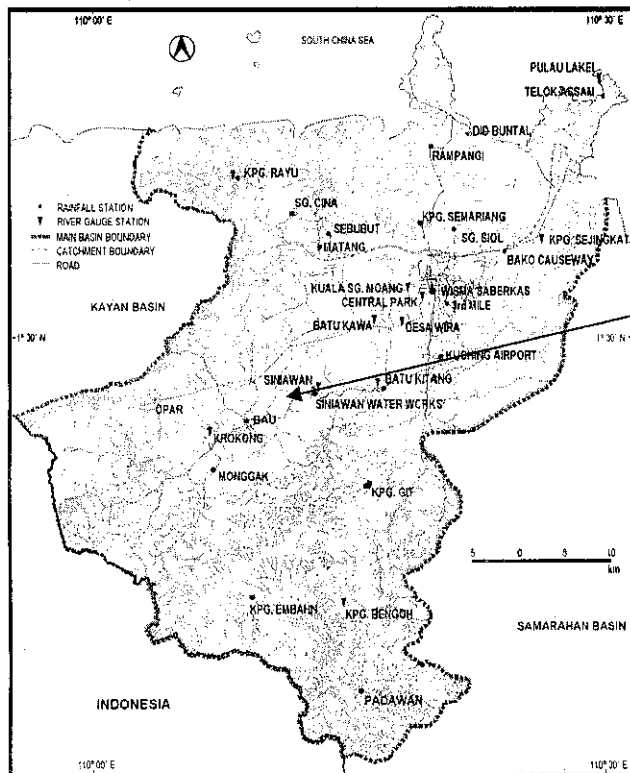 110°00' E
110°30' E
SOUTH CHINA SEA
PULAU LAKEI
TELOK ASSAM
DID BUNTAL
RAMPANGI
KPG. RAYU
SG. CINA
KPG. SEMARIANG
RAINFALL STATION
RIVER GAUGE STATION
MAIN BASIN BOUNDARY
CATCHMENT BOUNDARY
ROAD
SEBUBUT
SG. BIOL
KPG. SEJINGKAT
MATANG
BAKO CAUSEWAY
KUALA SG. MOANG
WISMA SABERKAS
KAYAN BASIN
CENTRAL PARK
3rd MILE
BATU KAWA
DESA WIRA
1°30' N
1°30' N
KUCHING AIRPORT
SINIAWAN
BATU KITANG
SINIAWAN WATER WORKS
OPAR
BAU
KROKONG
MONGGAK
KPG. GIT
5 0 5 10
km
KPG. EMBAHN
KPG. BENGOH
SAMARAHAN BASIN
PADAWAN
INDONESIA
110°00' E
110°30' E